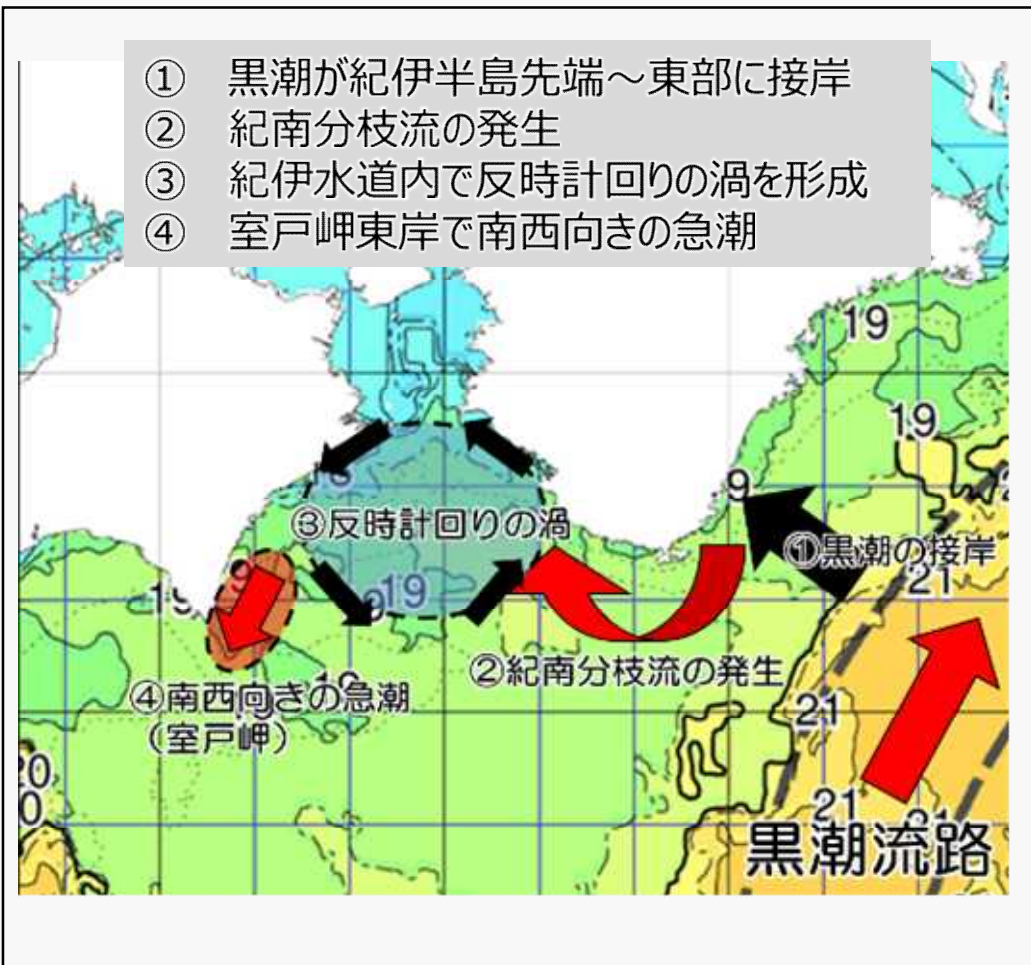 ① 黒潮が紀伊半島先端～東部に接岸
② 紀南分枝流の発生
③ 紀伊水道内で反時計回りの渦を形成
④ 室戸岬東岸で南西向きの急潮
19
19
9
③反時計回りの渦
①黒潮の接岸
21
19
19
9
②紀南分枝流の発生
④南西向きの急潮
（室戸岬）
21
20
0
21
黒潮流路